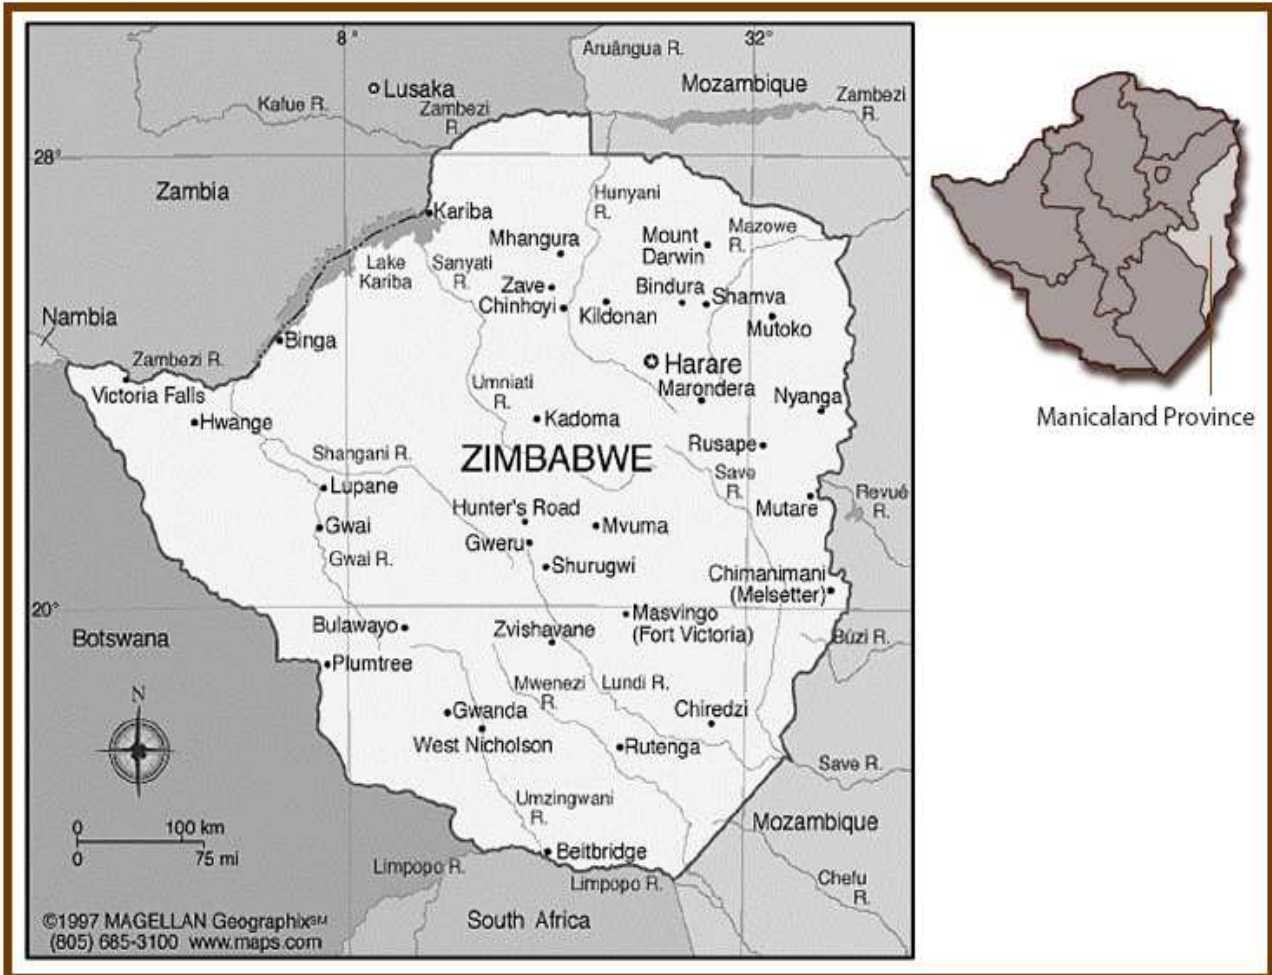 8°
32°
Aruângua R.
Lusaka
Mozambique
Kafue R.
Zambezi
R.
Zambezi
R.
28°
Zambia
Hunyani
R.
Kariba
Mazowe
R.
Mhangura
Mount
Darwin
Lake
Kariba
Sanyati
R.
Zave
Bindura
Shamva
Chinhoyi
Kildonan
Mutoko
Nambia
Binga
Zambezi R.
Harare
Victoria Falls
Umniati
R.
Marondera
Nyanga
Hwange
Kadoma
Manicaland Province
Rusape
Shangani R.
ZIMBABWE
Save
R.
Lupane
Revué
R.
Hunter's Road
Mutare
Gwai
Mvuma
Gweru
Gwai R.
Shurugwi
Chimanimani
(Melsetter)
20°
Masvingo
(Fort Victoria)
Bulawayo
Zvishavane
Botswana
Búzi R.
Plumtree
Mwenezi
R.
Lundi R.
N
Gwanda
Chiredzi
West Nicholson
Rutenga
Save R.
Umzingwani
R.
0 100 km
0 75 mi
Mozambique
Beitbridge
Limpopo R.
Limpopo R.
Chefu
R.
©1997 MAGELLAN Geographix℠
(805) 685-3100 www.maps.com
South Africa